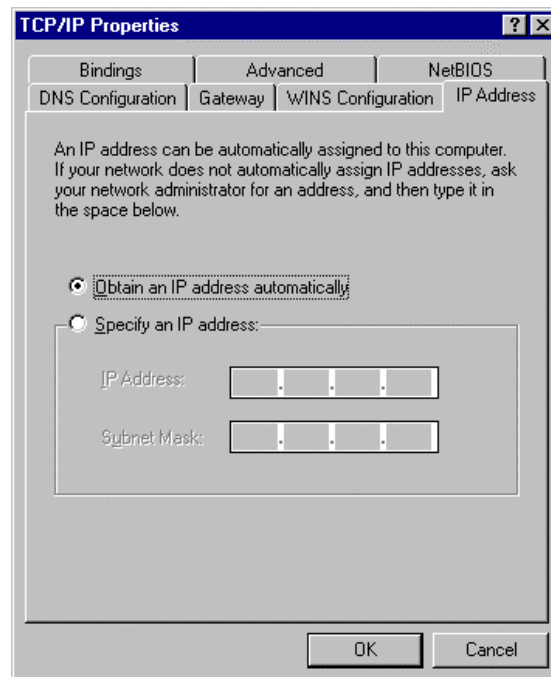 TCP/IP Properties
Bindings
Advanced
NetBIOS
DNS Configuration
Gateway
WINS Configuration
IP Address
An IP address can be automatically assigned to this computer.
If your network does not automatically assign IP addresses, ask
your network administrator for an address, and then type it in
the space below.
Obtain an IP address automatically
Specify an IP address:
IP Address:
Subnet Mask:
OK
Cancel